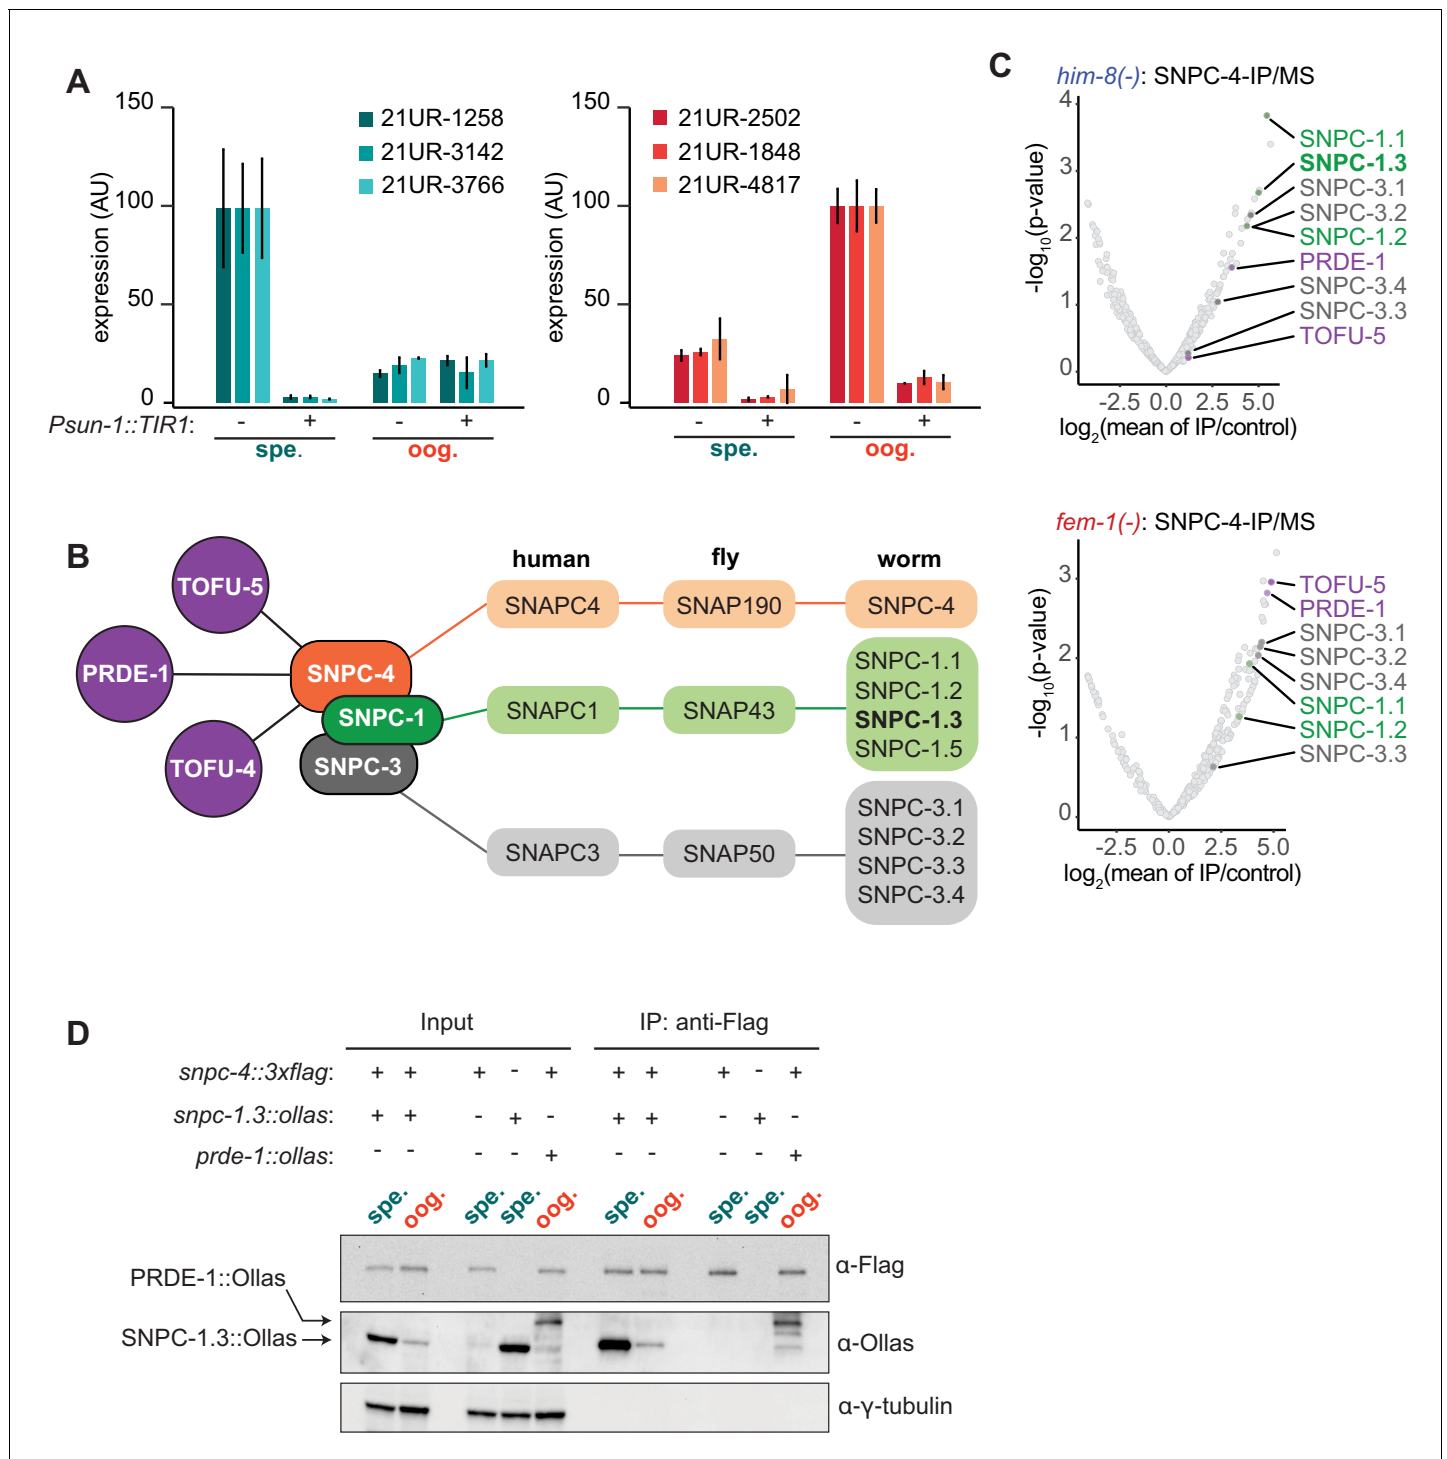 A
150
100
50
0
expression (AU)
21UR-1258
21UR-3142
21UR-3766
Psun-1::TIR1:
- + - +
spe. oog.
150
100
50
0
expression (AU)
21UR-2502
21UR-1848
21UR-4817
- + - +
spe. oog.
B
TOFU-5
PRDE-1
TOFU-4
SNPC-4
SNPC-1
SNPC-3
human fly worm
SNAPC4 SNAP190 SNPC-4
SNAPC1 SNAP43
SNPC-1.1
SNPC-1.2
SNPC-1.3
SNPC-1.5
SNAPC3 SNAP50
SNPC-3.1
SNPC-3.2
SNPC-3.3
SNPC-3.4
C
him-8(-): SNPC-4-IP/MS
4
3
2
1
0
-log10(p-value)
SNPC-1.1
SNPC-1.3
SNPC-3.1
SNPC-3.2
SNPC-1.2
PRDE-1
SNPC-3.4
SNPC-3.3
TOFU-5
-2.5 0.0 2.5 5.0
log2(mean of IP/control)
fem-1(-): SNPC-4-IP/MS
3
2
1
0
-log10(p-value)
TOFU-5
PRDE-1
SNPC-3.1
SNPC-3.2
SNPC-3.4
SNPC-1.1
SNPC-1.2
SNPC-3.3
-2.5 0.0 2.5 5.0
log2(mean of IP/control)
D
Input IP: anti-Flag
snpc-4::3xflag: + + + - + + + + - +
snpc-1.3::ollas: + + - + - + + - + -
prde-1::ollas: - - - - + - - - - +
spe. oog. spe. spe. oog. spe. oog. spe. spe. oog.
α-Flag
PRDE-1::Ollas
SNPC-1.3::Ollas
α-Ollas
α-γ-tubulin